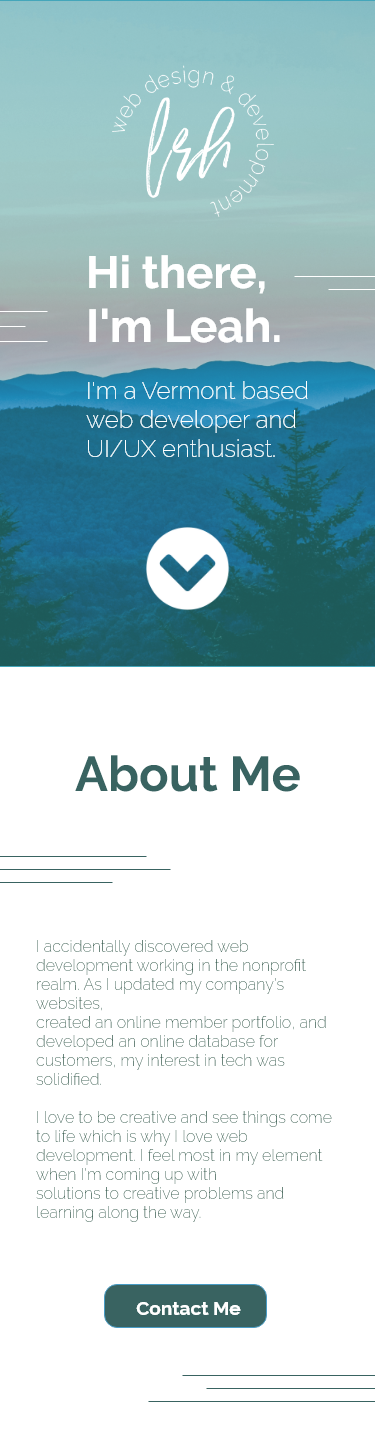 web design & development
lrh
Hi there,
I'm Leah.
I'm a Vermont based
web developer and
UI/UX enthusiast.
About Me
I accidentally discovered web
development working in the nonprofit
realm. As I updated my company's
websites,
created an online member portfolio, and
developed an online database for
customers, my interest in tech was
solidified.
I love to be creative and see things come
to life which is why I love web
development. I feel most in my element
when I'm coming up with
solutions to creative problems and
learning along the way.
Contact Me